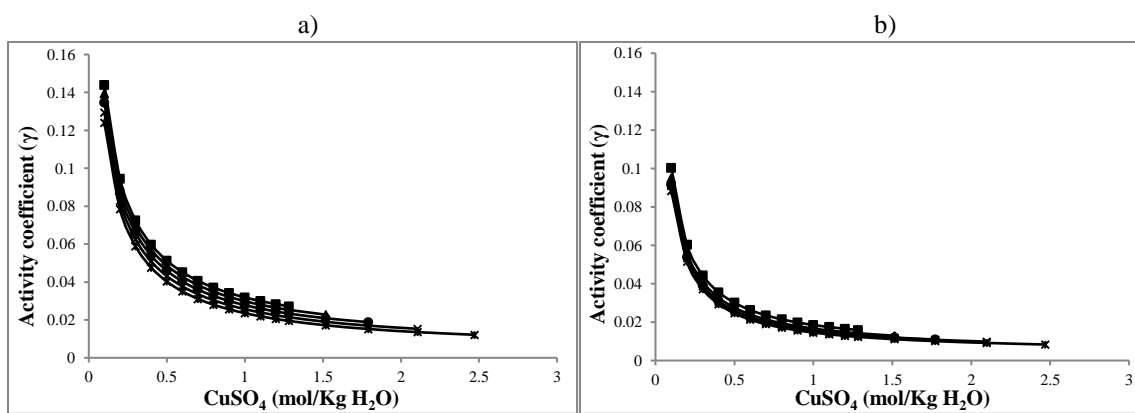 a)
b)
0.16
0.14
0.12
0.1
0.08
0.06
0.04
0.02
0
0 0.5 1 1.5 2 2.5 3
Activity coefficient (γ)
CuSO₄ (mol/Kg H₂O)
0.16
0.14
0.12
0.1
0.08
0.06
0.04
0.02
0
0 0.5 1 1.5 2 2.5 3
Activity coefficient (γ)
CuSO₄ (mol/Kg H₂O)